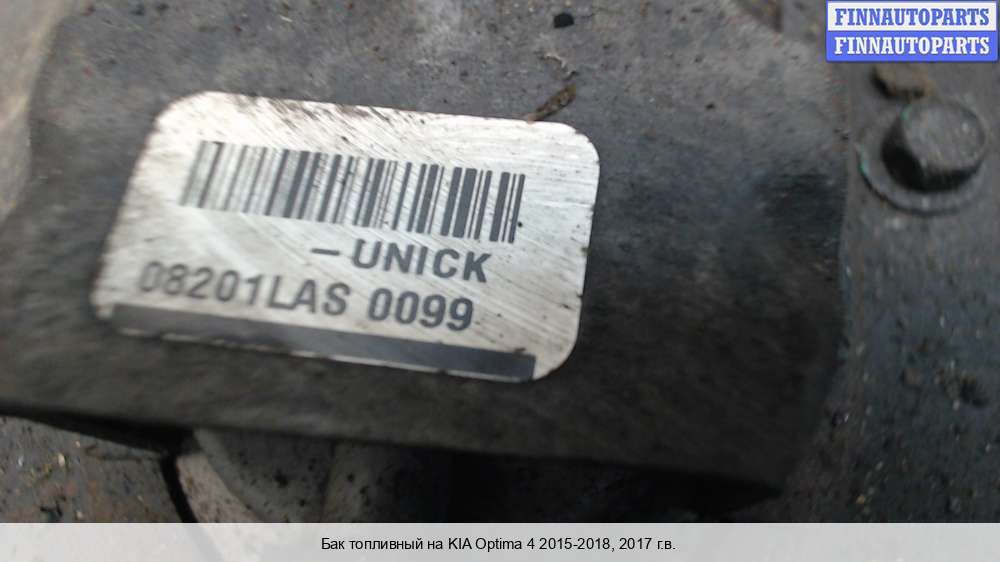 FINNAUTOPARTS
FINNAUTOPARTS
–UNICK
08201LAS 0099
Бак топливный на KIA Optima 4 2015-2018, 2017 г.в.